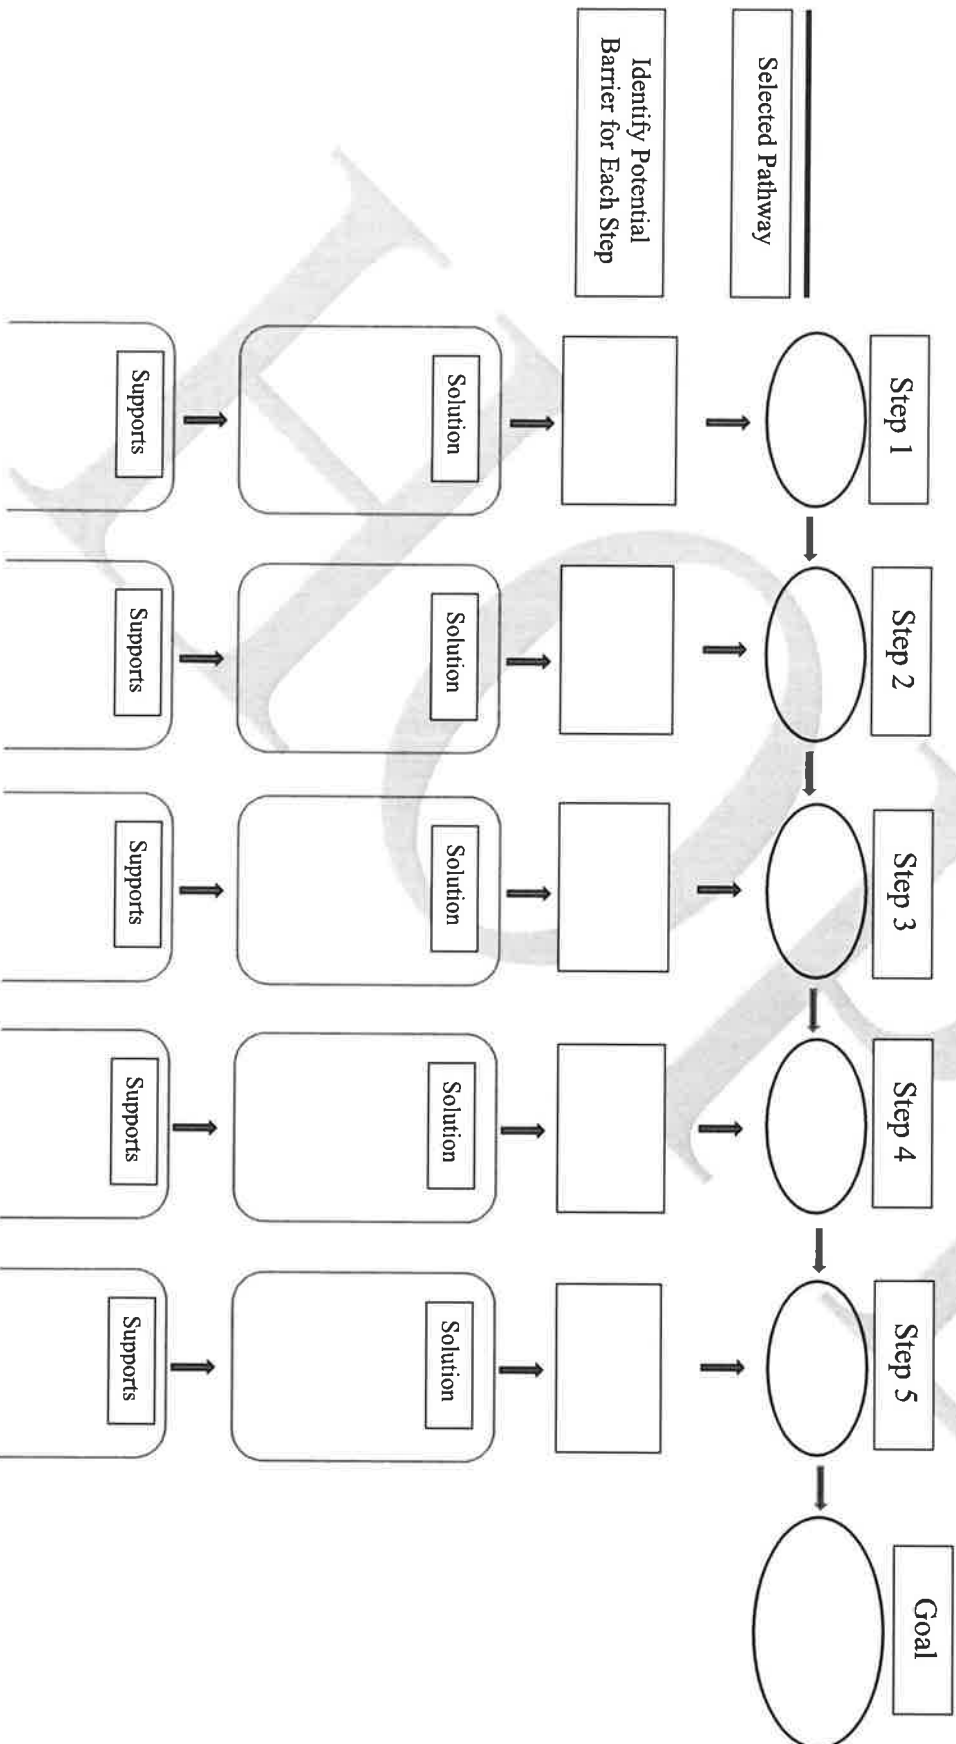 Step 1
Step 2
Step 3
Step 4
Step 5
Goal
Selected Pathway
Identify Potential
Barrier for Each Step
Solution
Solution
Solution
Solution
Solution
Supports
Supports
Supports
Supports
Supports